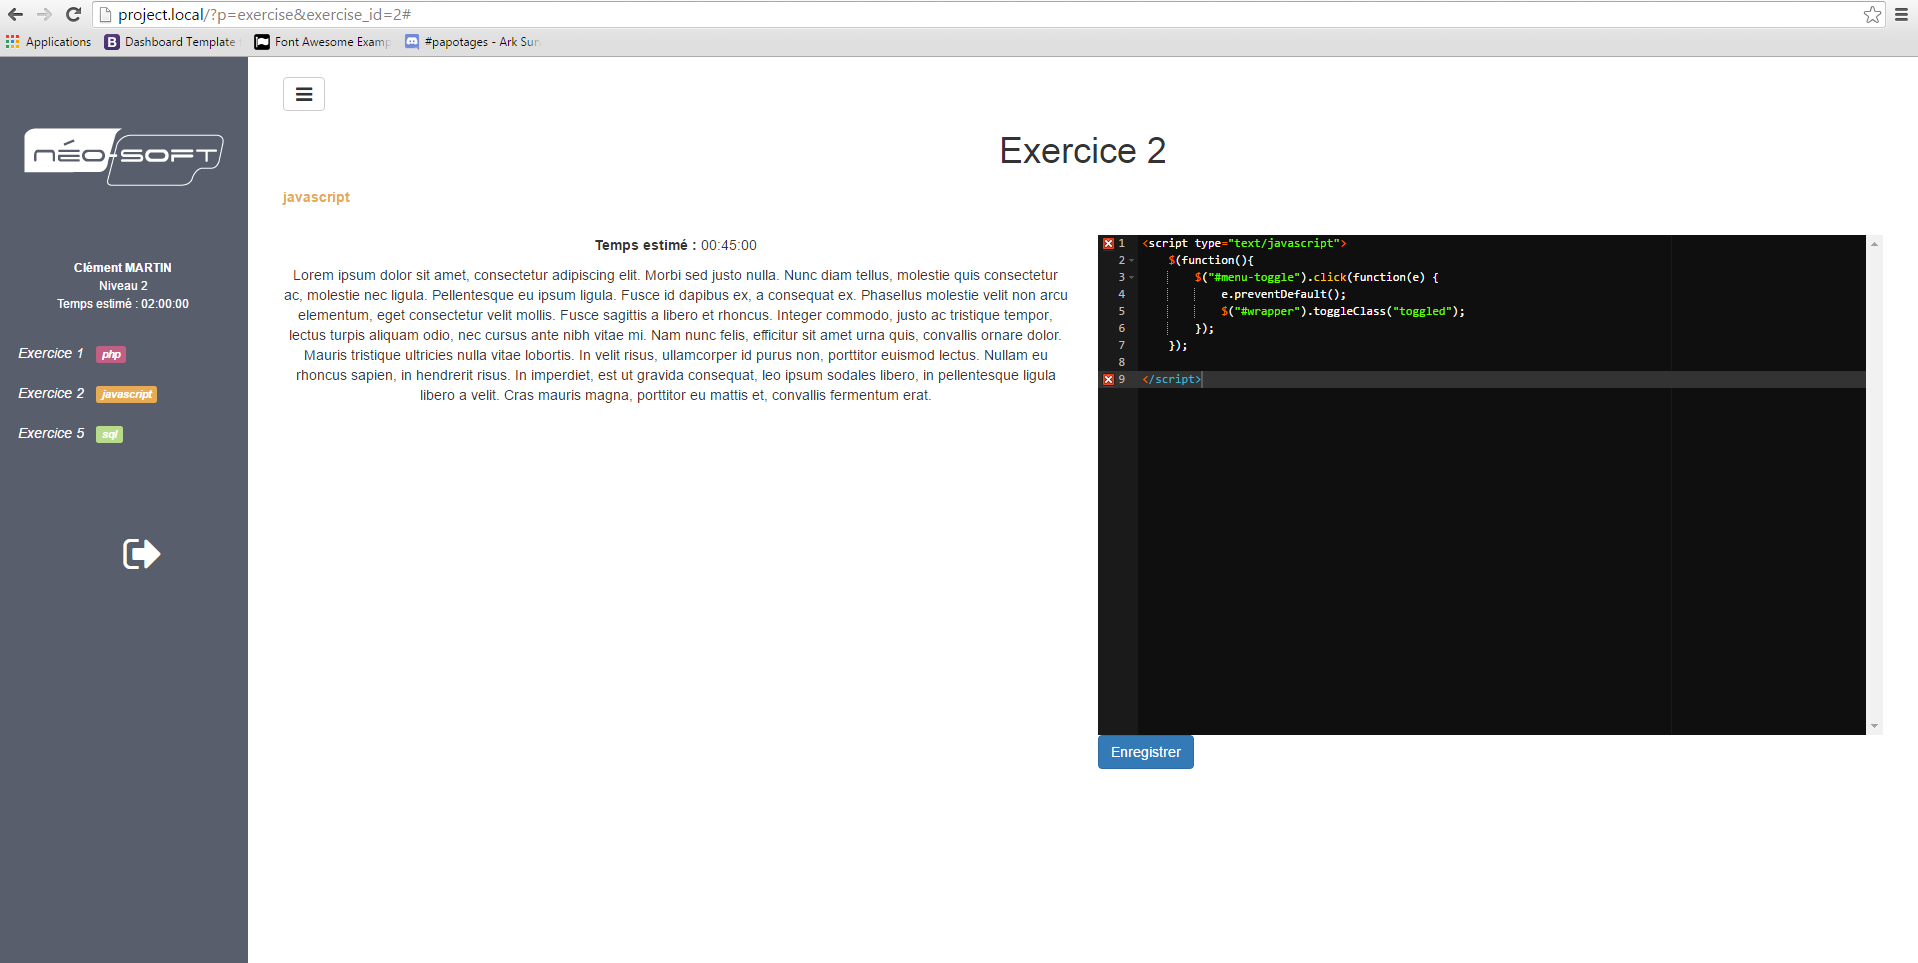 project.local/?p=exercise&exercise_id=2#
Applications
Dashboard Template
Font Awesome Examp
#papotages - Ark Sur
néo-soft
Clément MARTIN
Niveau 2
Temps estimé : 02:00:00
Exercice 1 php
Exercice 2 javascript
Exercice 5 sql
Exercice 2
javascript
Temps estimé : 00:45:00
Lorem ipsum dolor sit amet, consectetur adipiscing elit. Morbi sed justo nulla. Nunc diam tellus, molestie quis consectetur
ac, molestie nec ligula. Pellentesque eu ipsum ligula. Fusce id dapibus ex, a consequat ex. Phasellus molestie velit non arcu
elementum, eget consectetur velit mollis. Fusce sagittis a libero et rhoncus. Integer commodo, justo ac tristique tempor,
lectus turpis aliquam odio, nec cursus ante nibh vitae mi. Nam nunc felis, efficitur sit amet urna quis, convallis ornare dolor.
Mauris tristique ultricies nulla vitae lobortis. In velit risus, ullamcorper id purus non, porttitor euismod lectus. Nullam eu
rhoncus sapien, in hendrerit risus. In imperdiet, est ut gravida consequat, leo ipsum sodales libero, in pellentesque ligula
libero a velit. Cras mauris magna, porttitor eu mattis et, convallis fermentum erat.
1 <script type="text/javascript">
2 $(function(){
3 $("#menu-toggle").click(function(e) {
4 e.preventDefault();
5 $("#wrapper").toggleClass("toggled");
6 });
7 });
8
9 </script>
Enregistrer